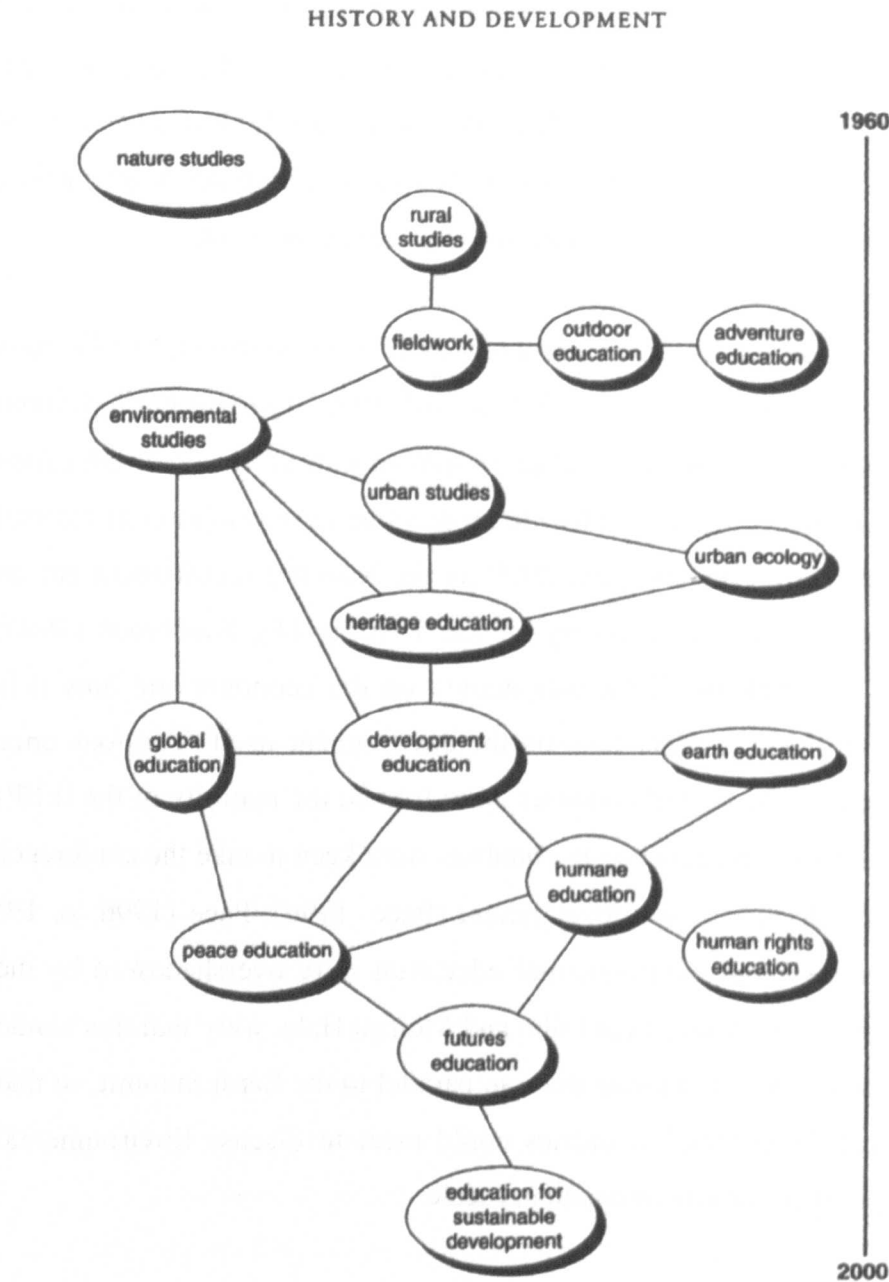 HISTORY AND DEVELOPMENT
1960
nature studies
rural
studies
fieldwork
outdoor
education
adventure
education
environmental
studies
urban studies
urban ecology
heritage education
global
education
development
education
earth education
humane
education
peace education
human rights
education
futures
education
education for
sustainable
development
2000